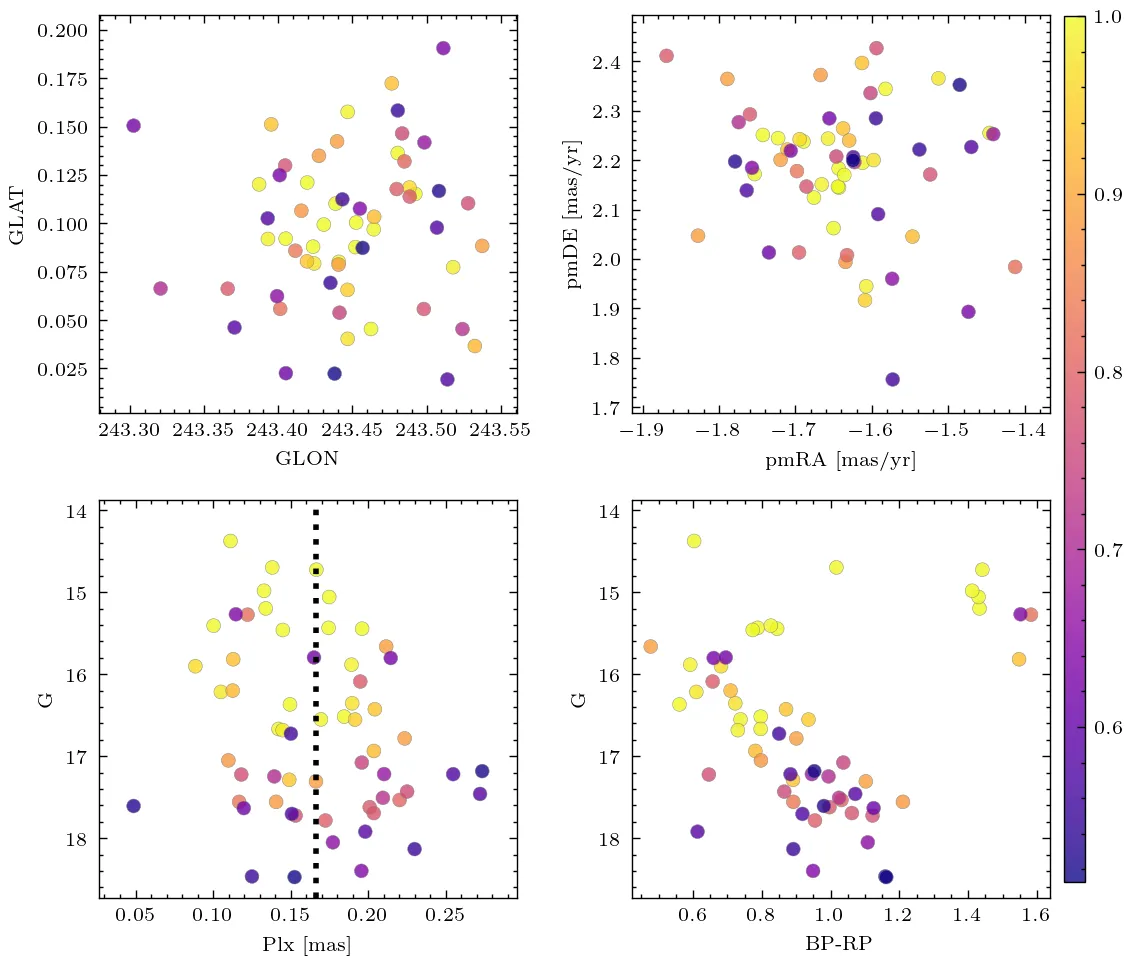 0.200
0.175
0.150
0.125
0.100
0.075
0.050
0.025
GLAT
243.30 243.35 243.40 243.45 243.50 243.55
GLON
2.4
2.3
2.2
2.1
2.0
1.9
1.8
1.7
pmDE [mas/yr]
−1.9 −1.8 −1.7 −1.6 −1.5 −1.4
pmRA [mas/yr]
1.0
0.9
0.8
0.7
0.6
14
15
16
17
18
G
0.05 0.10 0.15 0.20 0.25
Plx [mas]
14
15
16
17
18
G
0.6 0.8 1.0 1.2 1.4 1.6
BP-RP